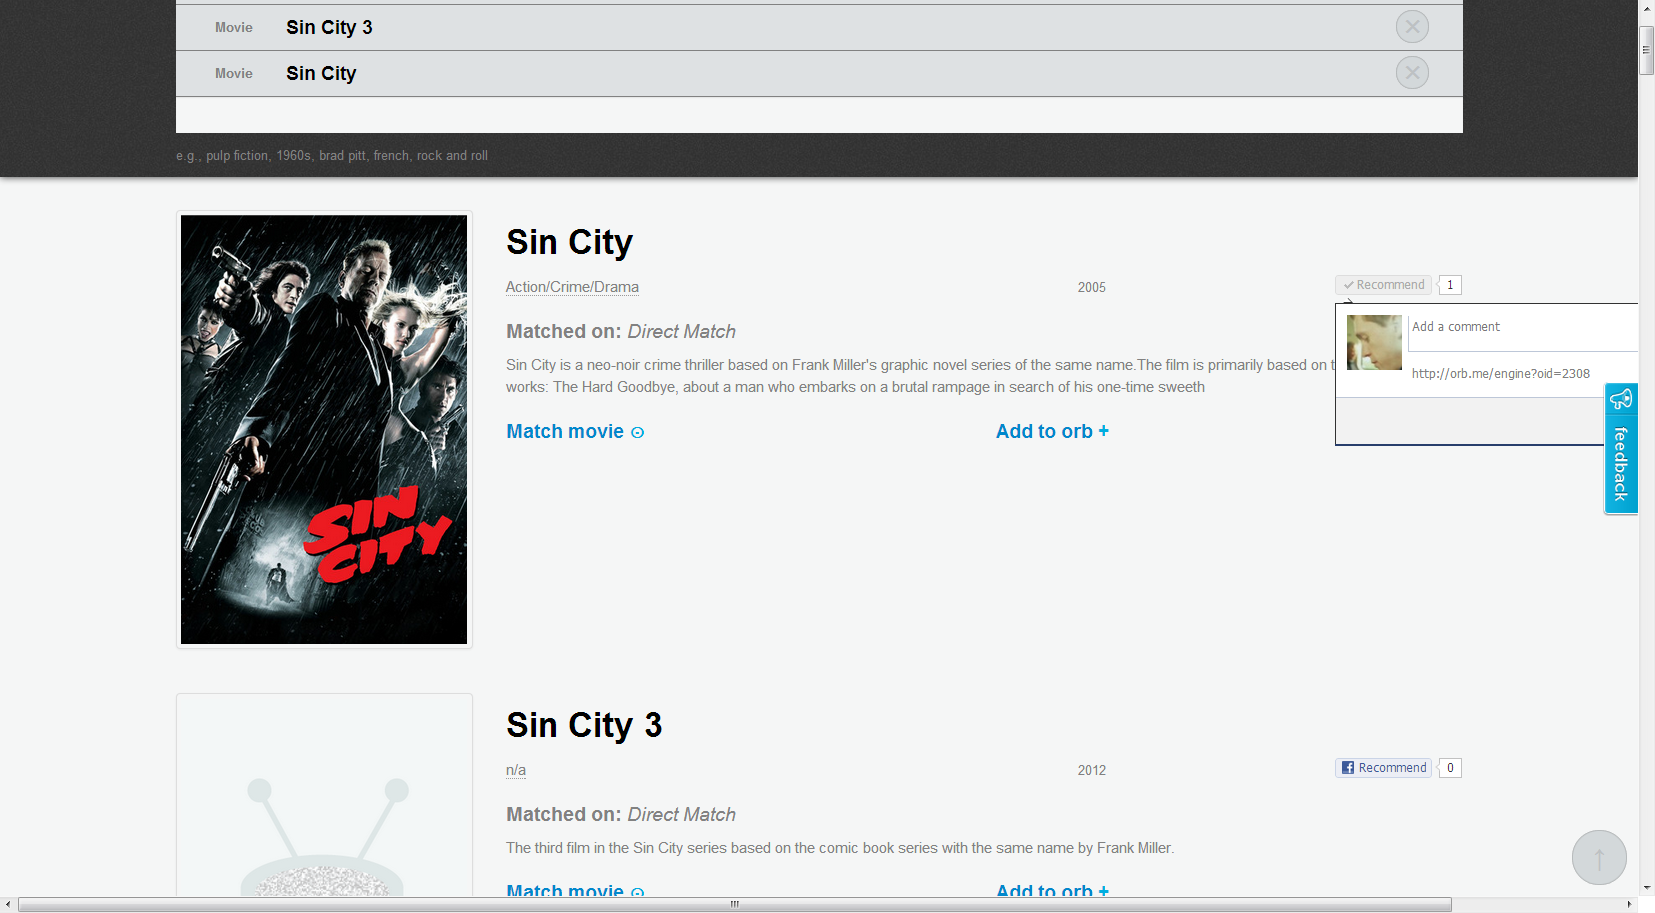 Movie Sin City 3
Movie Sin City
e.g., pulp fiction, 1960s, brad pitt, french, rock and roll
Sin City
Action/Crime/Drama 2005 Recommend 1
Matched on: Direct Match
Add a comment
Sin City is a neo-noir crime thriller based on Frank Miller's graphic novel series of the same name.The film is primarily based on t
works: The Hard Goodbye, about a man who embarks on a brutal rampage in search of his one-time sweeth
http://orb.me/engine?oid=2308
Match movie Add to orb +
feedback
SIN
CITY
Sin City 3
n/a 2012 Recommend 0
Matched on: Direct Match
The third film in the Sin City series based on the comic book series with the same name by Frank Miller.
Match movie Add to orb +